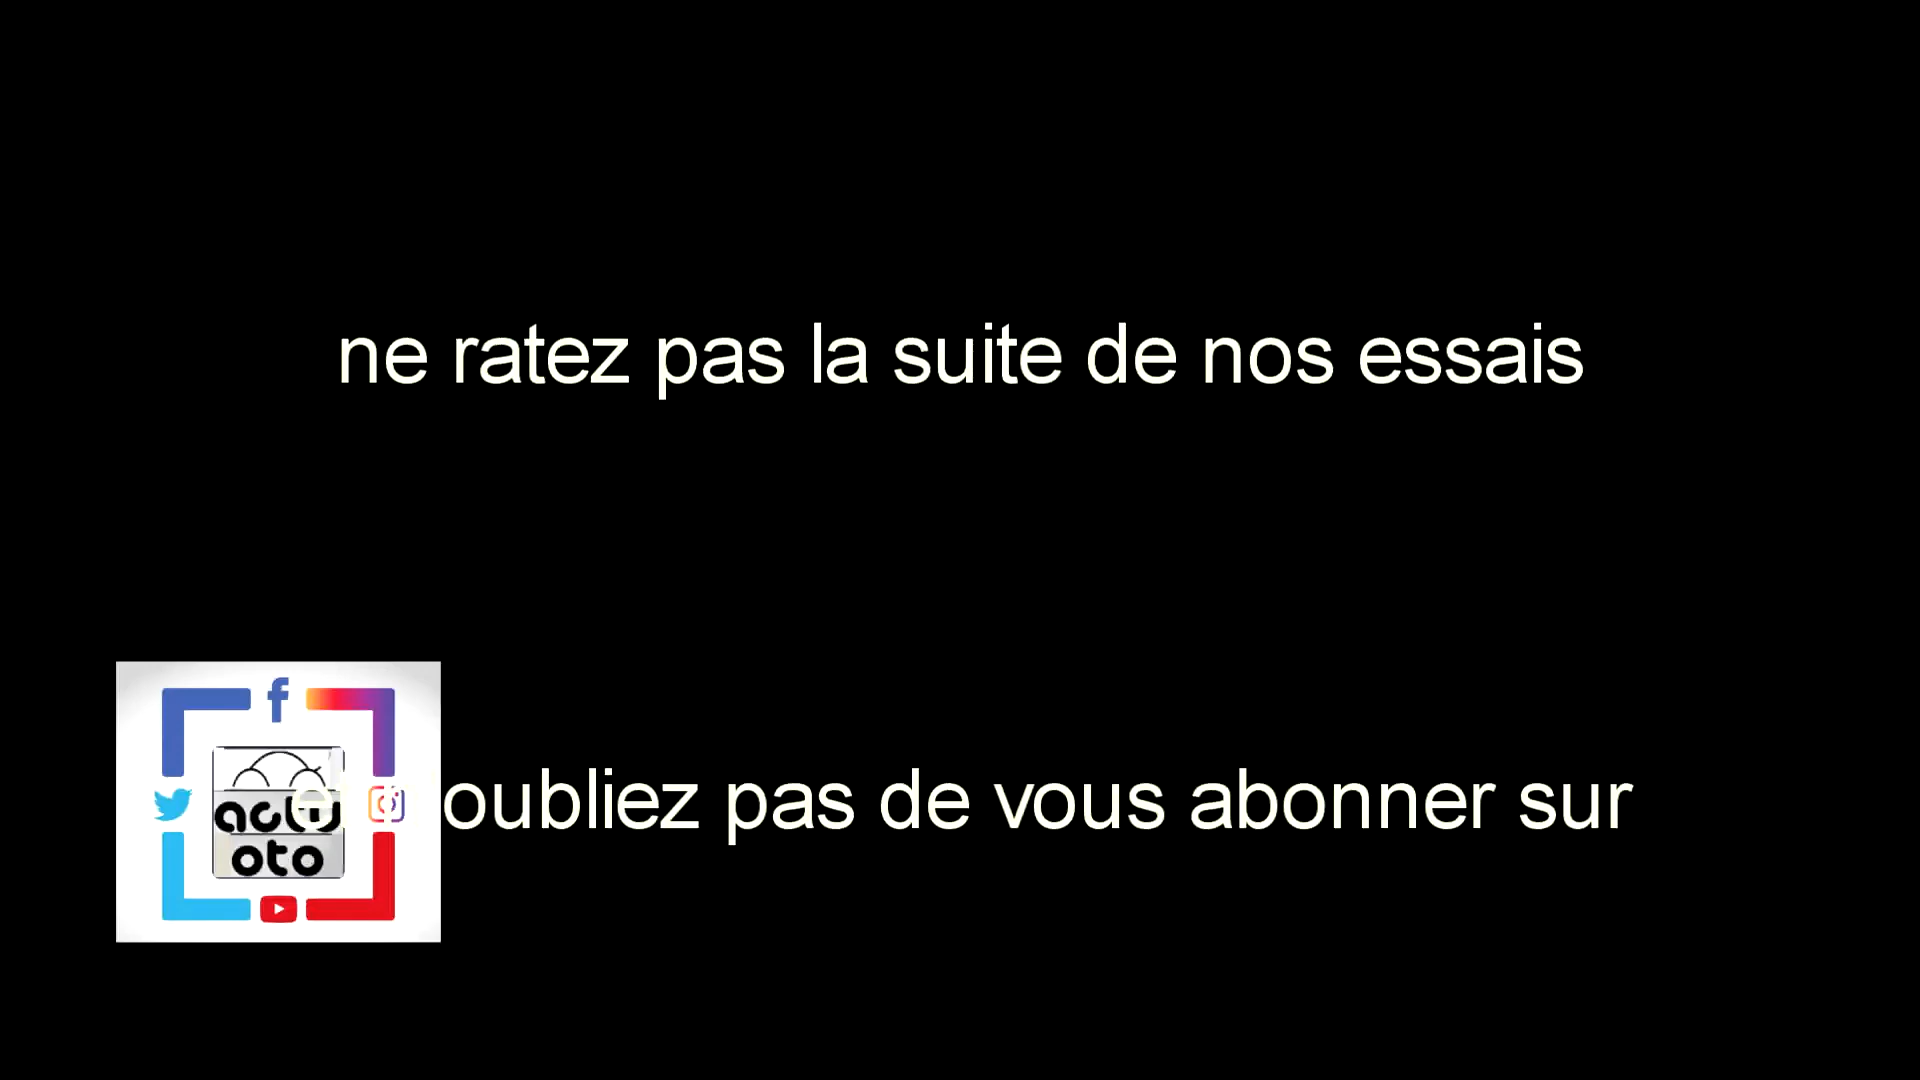 ne ratez pas la suite de nos essais
oubliez pas de vous abonner sur
oto